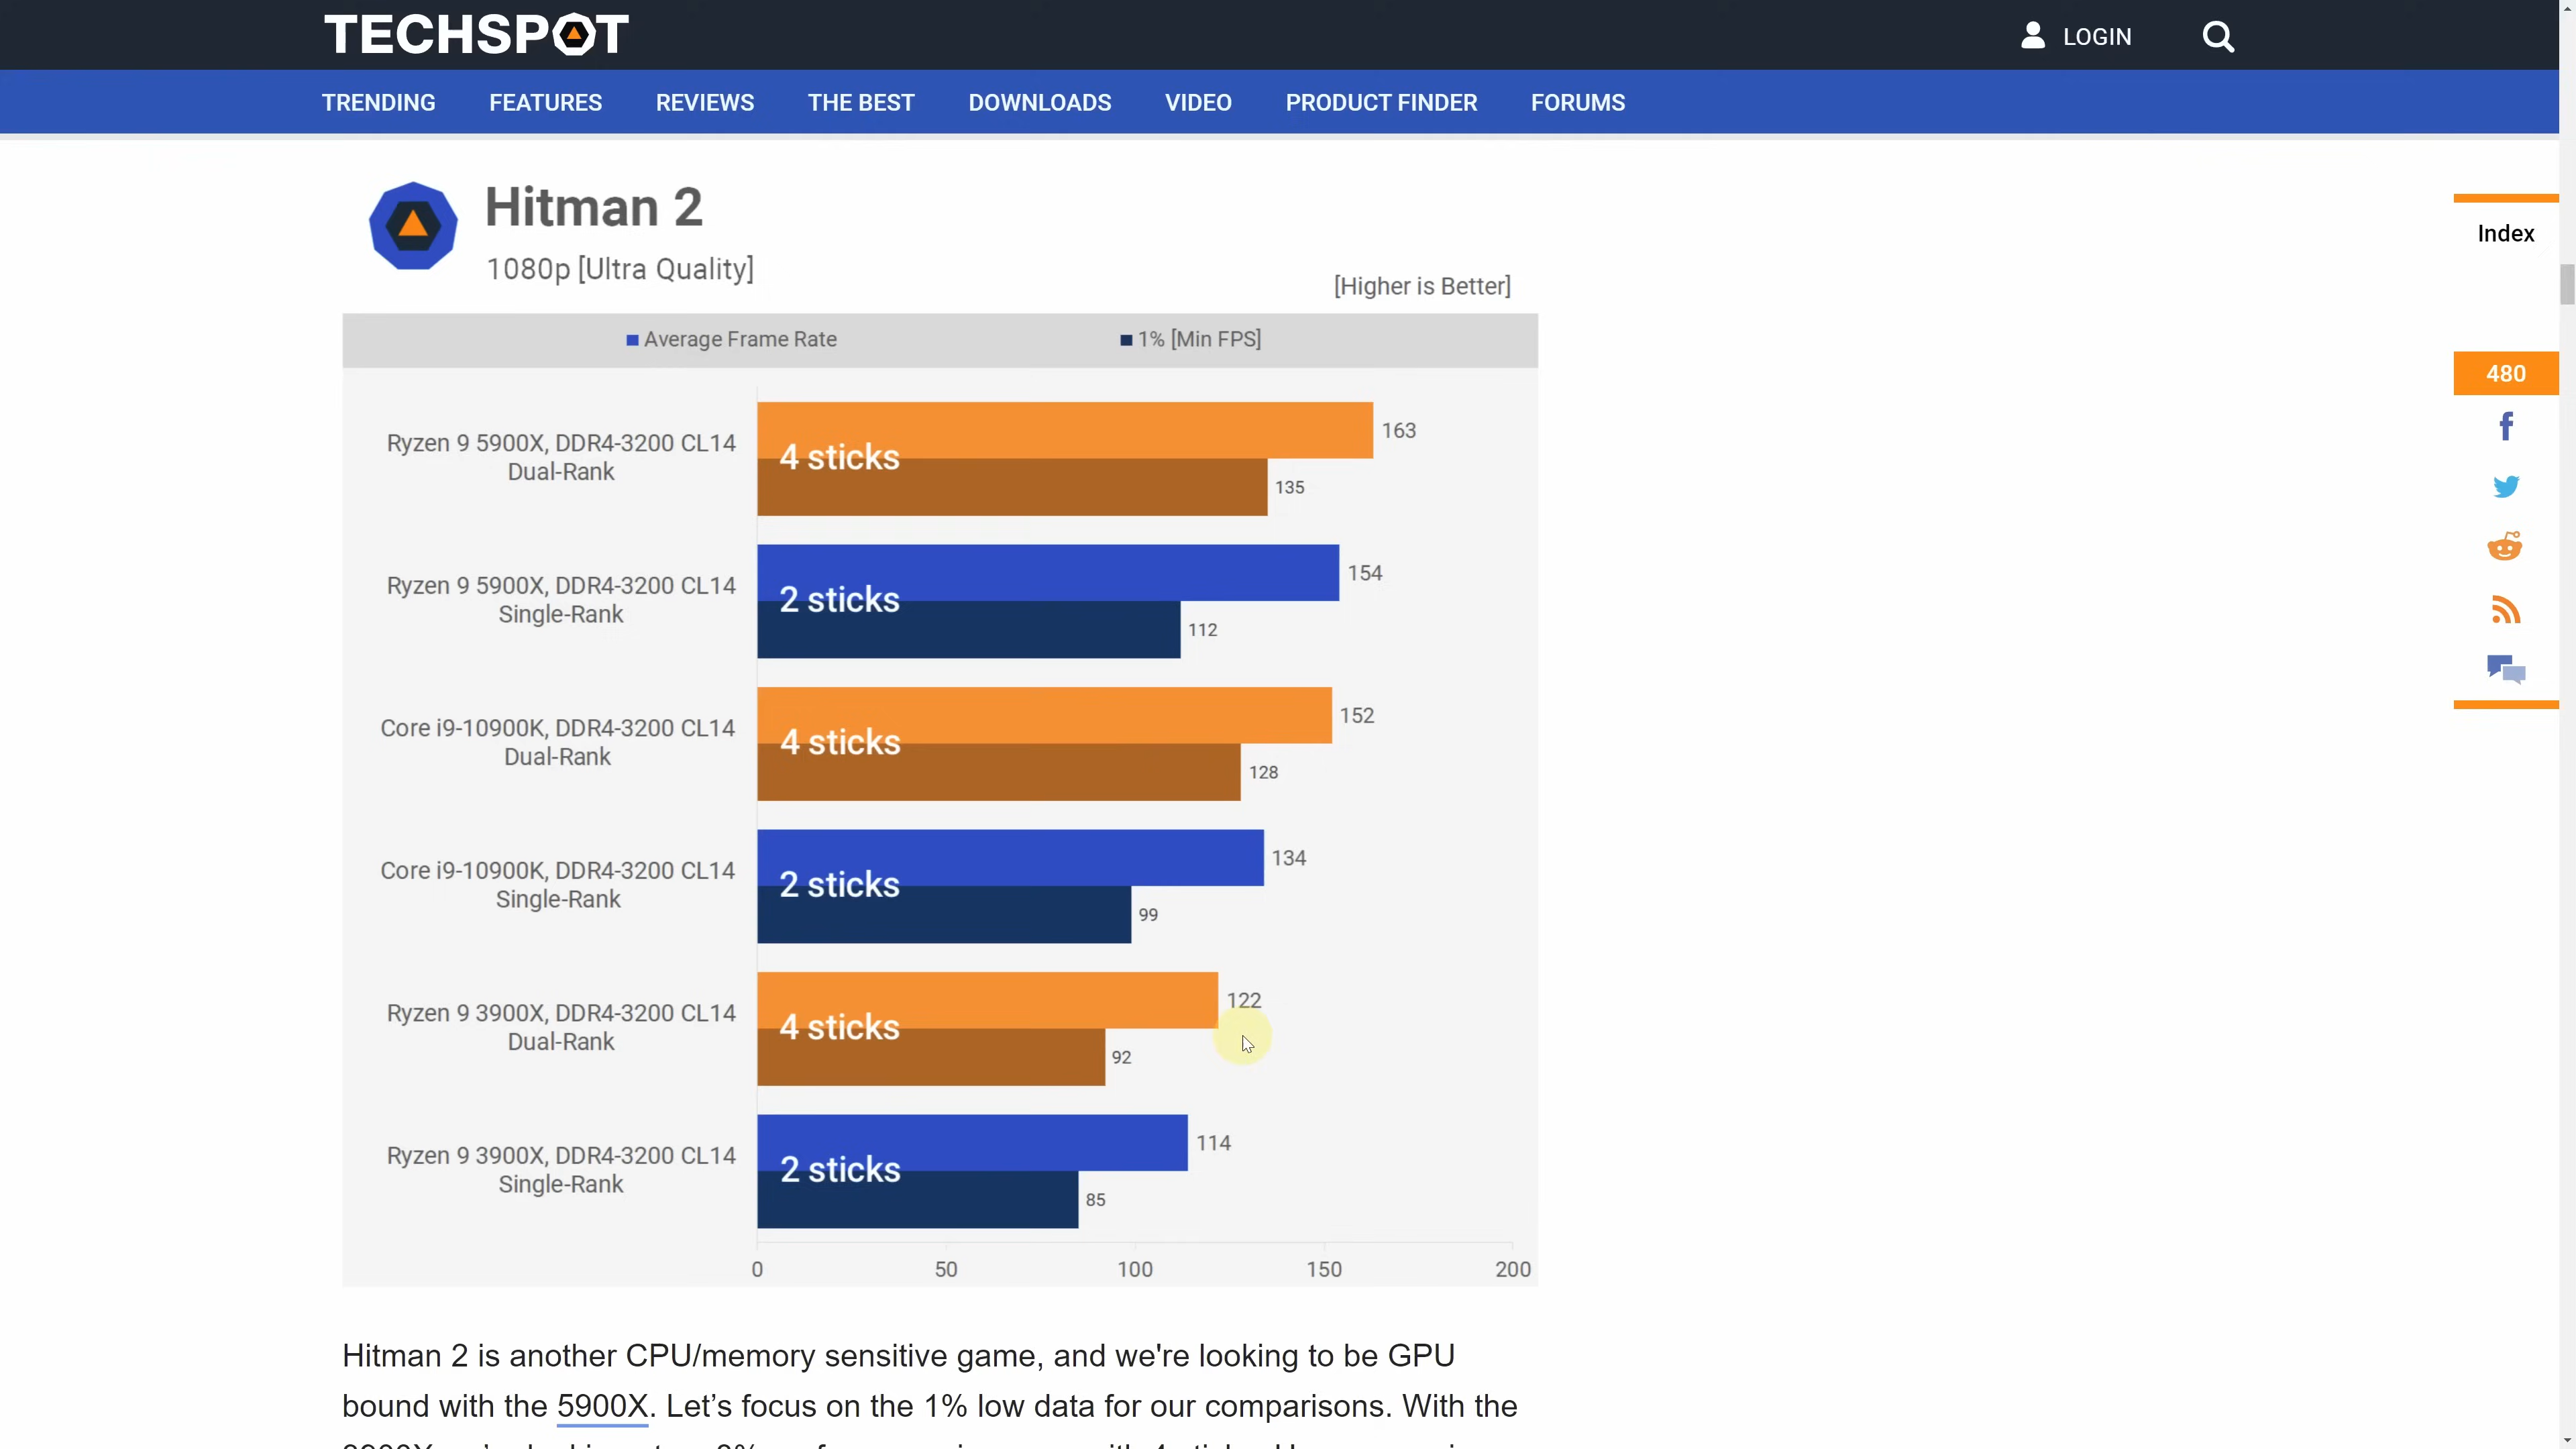 TECHSPOT
LOGIN
TRENDING FEATURES REVIEWS THE BEST DOWNLOADS VIDEO PRODUCT FINDER FORUMS
Hitman 2
1080p [Ultra Quality]
[Higher is Better]
Index
480
Average Frame Rate 1% [Min FPS]
Ryzen 9 5900X, DDR4-3200 CL14
Dual-Rank
4 sticks
163
135
Ryzen 9 5900X, DDR4-3200 CL14
Single-Rank
2 sticks
154
112
Core i9-10900K, DDR4-3200 CL14
Dual-Rank
4 sticks
152
128
Core i9-10900K, DDR4-3200 CL14
Single-Rank
2 sticks
134
99
Ryzen 9 3900X, DDR4-3200 CL14
Dual-Rank
4 sticks
122
92
Ryzen 9 3900X, DDR4-3200 CL14
Single-Rank
2 sticks
114
85
0 50 100 150 200
Hitman 2 is another CPU/memory sensitive game, and we're looking to be GPU
bound with the 5900X. Let’s focus on the 1% low data for our comparisons. With the